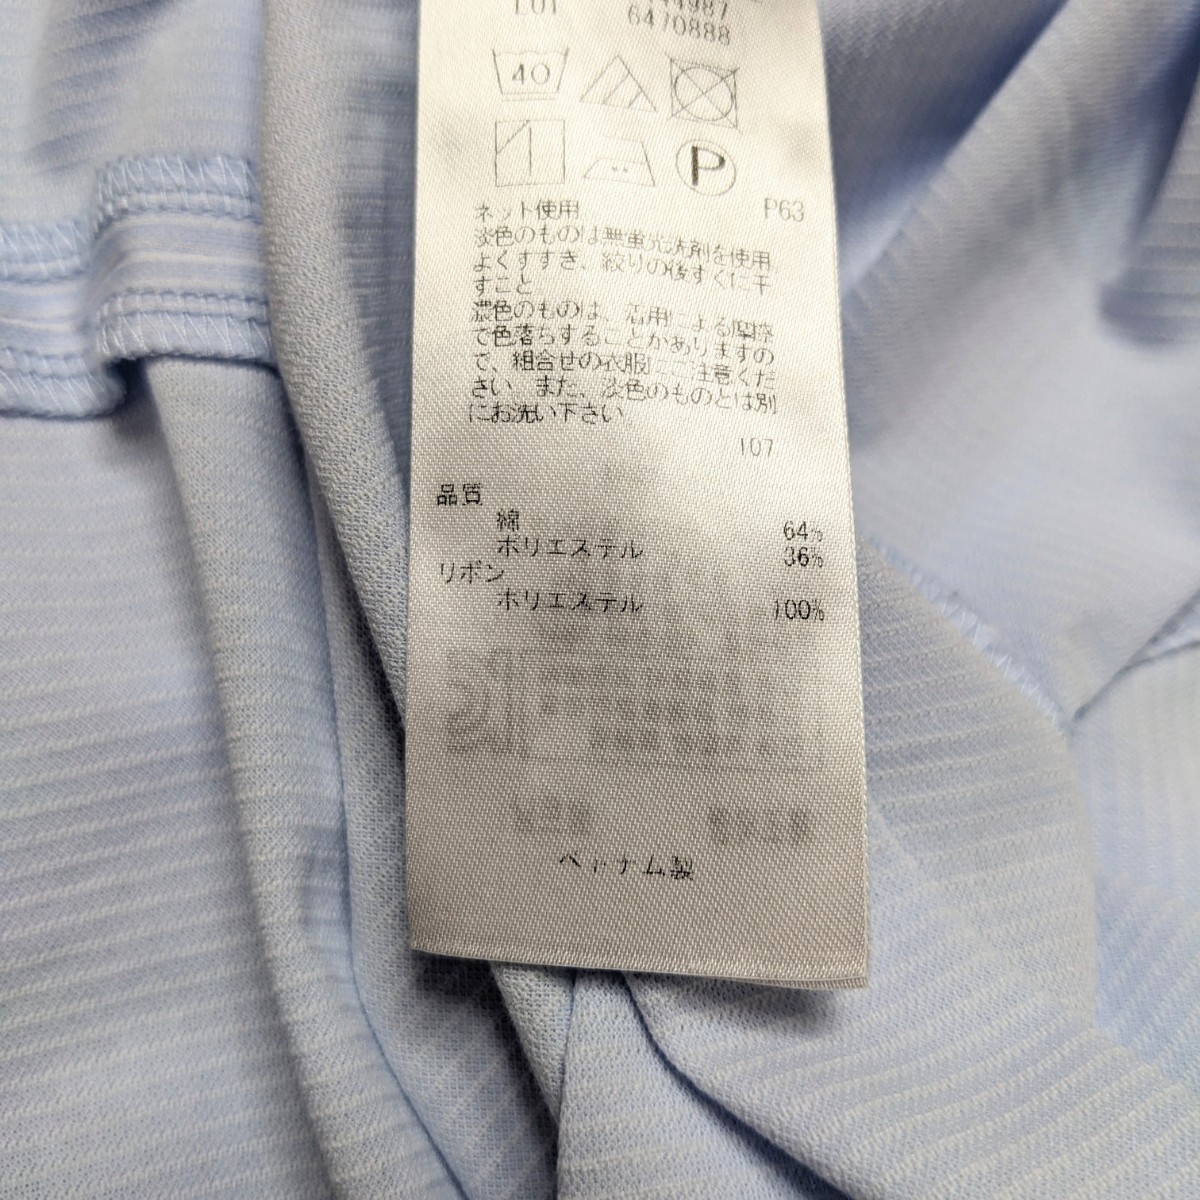 6470888
40
P
ネット使用 P63
淡色のものは無蛍光洗剤を使用
よくすすぎ、絞りの後すぐに干
すこと
濃色のものは、着用による摩擦
で色落ちすることがありますの
で、組合せの衣服にご注意くだ
さい。また、淡色のものとは別
にお洗い下さい。
107
品質
綿 64%
ポリエステル 36%
リボン
ポリエステル 100%
ベトナム製